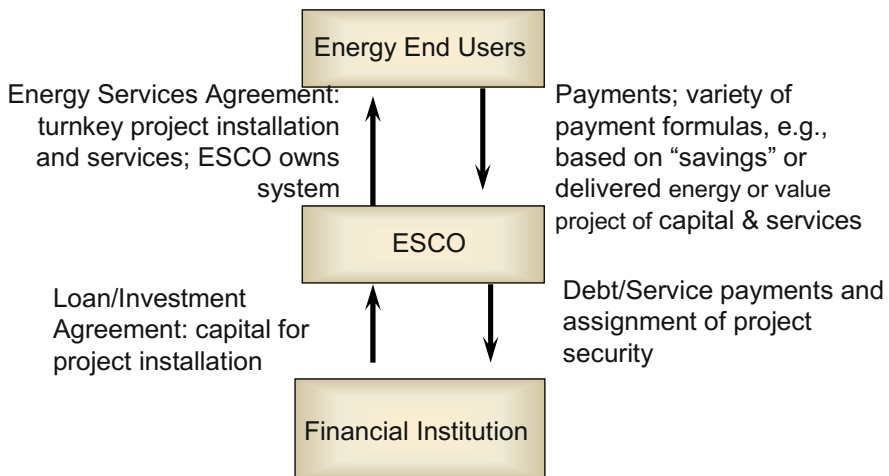 Energy End Users
Energy Services Agreement:
turnkey project installation
and services; ESCO owns
system
Payments; variety of
payment formulas, e.g.,
based on “savings” or
delivered energy or value
project of capital & services
ESCO
Loan/Investment
Agreement: capital for
project installation
Debt/Service payments and
assignment of project
security
Financial Institution